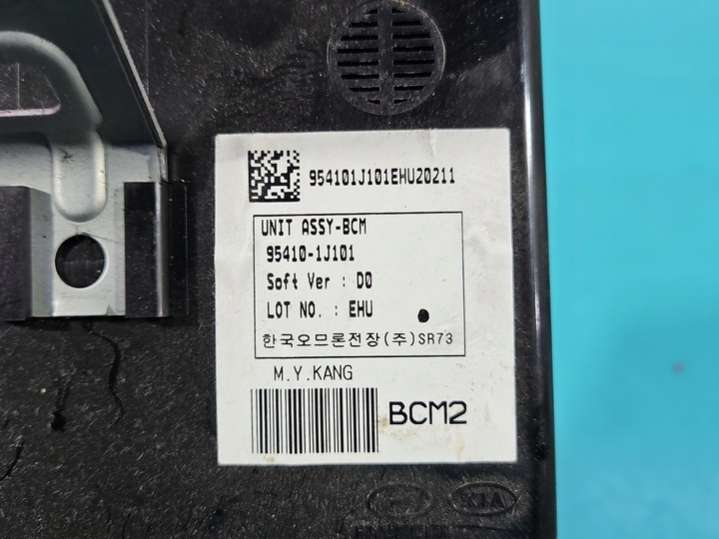 954101J101EHU20211
UNIT ASSY-BCM
95410-1J101
Soft Ver : D0
LOT NO. : EHU
한국오므론전장(주)SR73
M.Y.KANG
BCM2
KIA